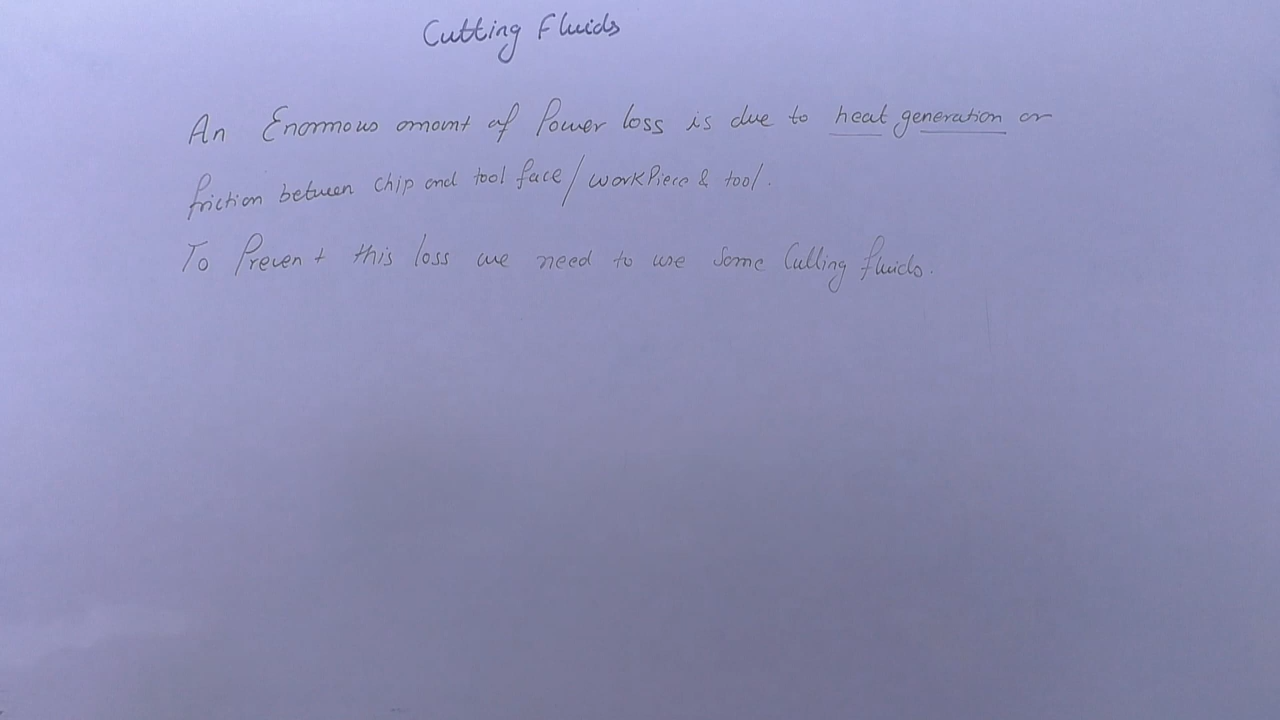 Cutting Fluids
An Enormous amount of Power loss is due to heat generation or
friction between chip and tool face / workPiece & tool.
To Prevent this loss we need to use Some Cutting fluids.